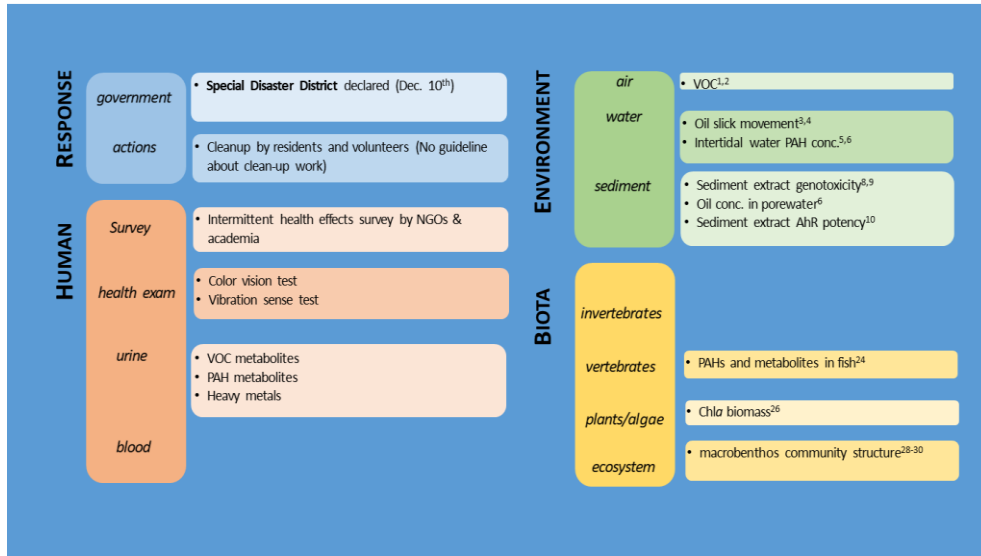 RESPONSE
government
• Special Disaster District declared (Dec. 10th)
actions
• Cleanup by residents and volunteers (No guideline
about clean-up work)
HUMAN
Survey
• Intermittent health effects survey by NGOs &
academia
health exam
• Color vision test
• Vibration sense test
urine
• VOC metabolites
• PAH metabolites
• Heavy metals
blood
ENVIRONMENT
air
• VOC1,2
water
• Oil slick movement3,4
• Intertidal water PAH conc.5,6
sediment
• Sediment extract genotoxicity8,9
• Oil conc. in porewater6
• Sediment extract AhR potency10
BIOTA
invertebrates
vertebrates
• PAHs and metabolites in fish24
plants/algae
• Chla biomass26
ecosystem
• macrobenthos community structure28-30